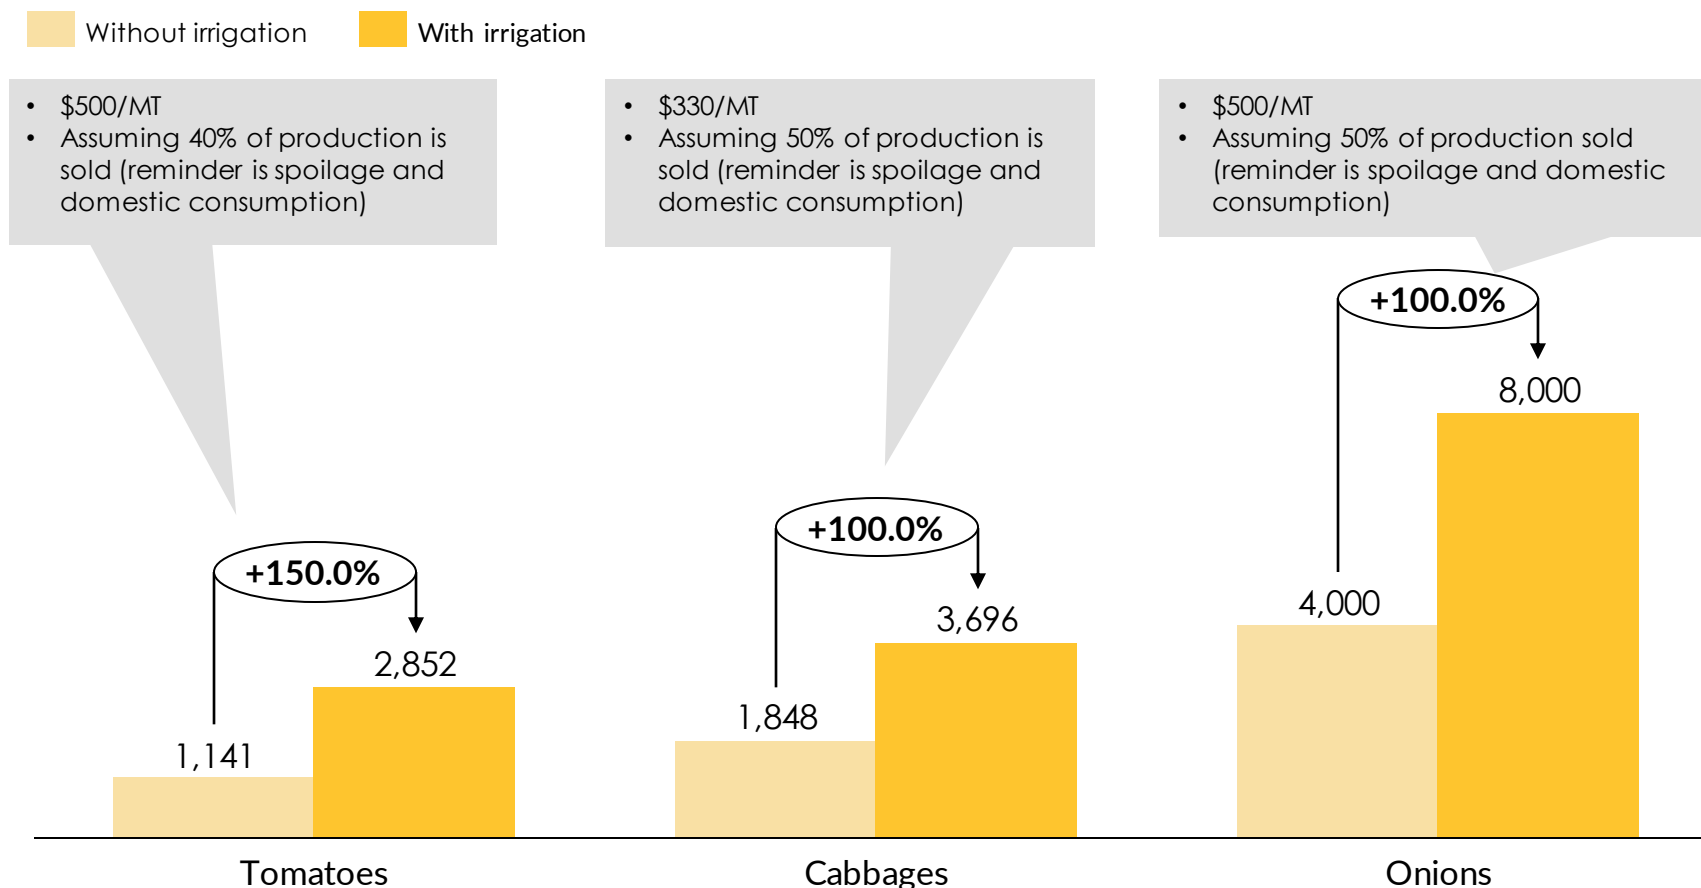 Without irrigation
With irrigation
• $500/MT
• Assuming 40% of production is
sold (reminder is spoilage and
domestic consumption)
• $330/MT
• Assuming 50% of production is
sold (reminder is spoilage and
domestic consumption)
• $500/MT
• Assuming 50% of production sold
(reminder is spoilage and domestic
consumption)
+150.0%
1,141
2,852
+100.0%
1,848
3,696
+100.0%
4,000
8,000
Tomatoes
Cabbages
Onions